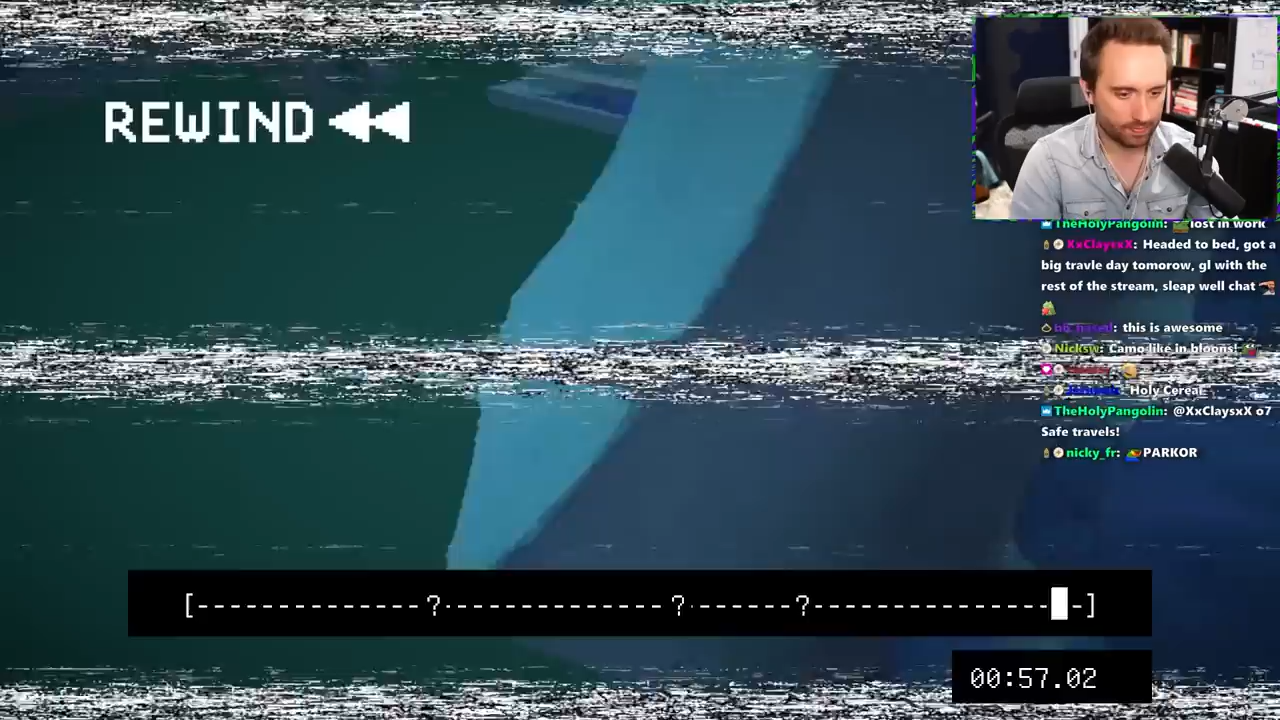 REWIND
TheHolyPangolin: lost in work
XxClaysxX: Headed to bed, got a
big travle day tomorow, gl with the
rest of the stream, sleap well chat
this is awesome
Nicksw: Camo like in bloons!
Holy Cereal
TheHolyPangolin: @XxClaysxX o7
Safe travels!
nicky_fr: PARKOR
[----------------?-----------------?------?----------------- -]
00:57.02